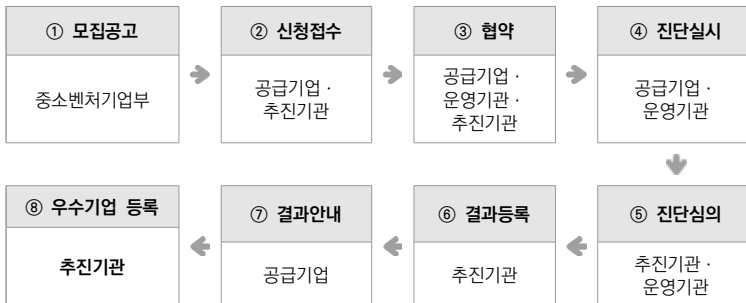 ① 모집공고
중소벤처기업부
② 신청접수
공급기업 ·
추진기관
③ 협약
공급기업 ·
운영기관 ·
추진기관
④ 진단실시
공급기업 ·
운영기관
⑧ 우수기업 등록
추진기관
⑦ 결과안내
공급기업
⑥ 결과등록
추진기관
⑤ 진단심의
추진기관 ·
운영기관